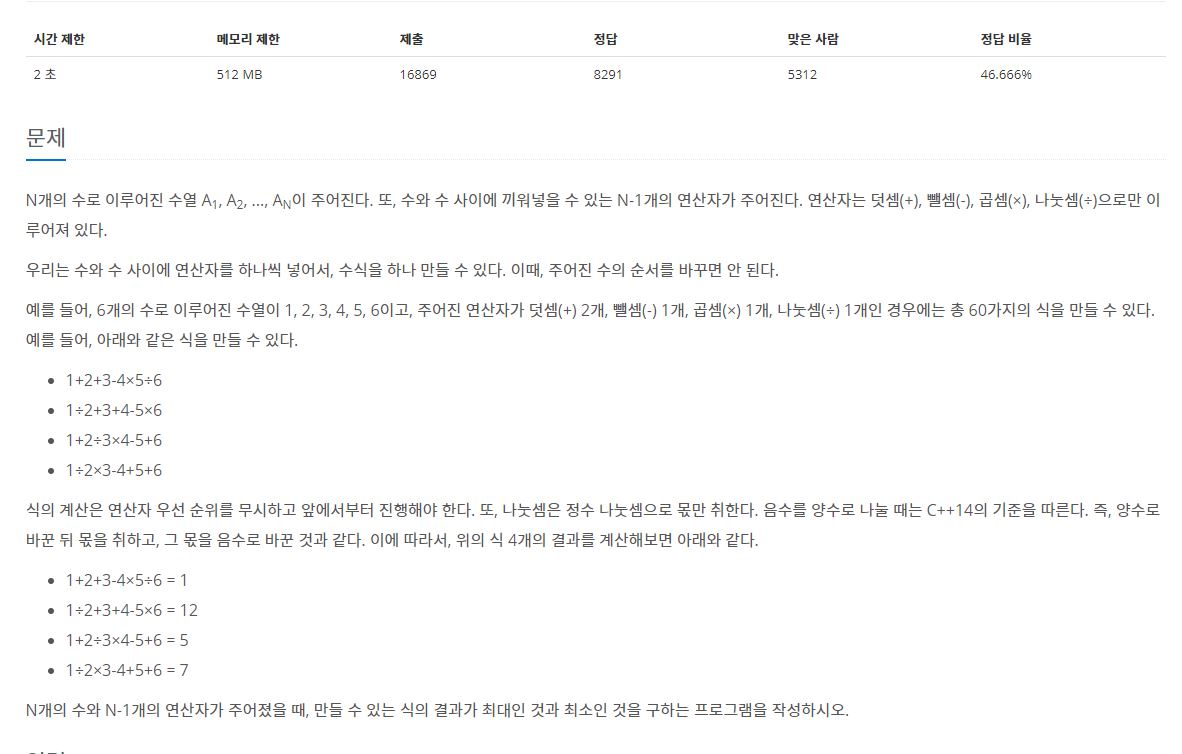 시간 제한 메모리 제한 제출 정답 맞은 사람 정답 비율
2 초 512 MB 16869 8291 5312 46.666%
문제
N개의 수로 이루어진 수열 A1, A2, ..., AN이 주어진다. 또, 수와 수 사이에 끼워넣을 수 있는 N-1개의 연산자가 주어진다. 연산자는 덧셈(+), 뺄셈(-), 곱셈(×), 나눗셈(÷)으로만 이
루어져 있다.
우리는 수와 수 사이에 연산자를 하나씩 넣어서, 수식을 하나 만들 수 있다. 이때, 주어진 수의 순서를 바꾸면 안 된다.
예를 들어, 6개의 수로 이루어진 수열이 1, 2, 3, 4, 5, 6이고, 주어진 연산자가 덧셈(+) 2개, 뺄셈(-) 1개, 곱셈(×) 1개, 나눗셈(÷) 1개인 경우에는 총 60가지의 식을 만들 수 있다.
예를 들어, 아래와 같은 식을 만들 수 있다.
• 1+2+3-4×5÷6
• 1÷2+3+4-5×6
• 1+2÷3×4-5+6
• 1÷2×3-4+5+6
식의 계산은 연산자 우선 순위를 무시하고 앞에서부터 진행해야 한다. 또, 나눗셈은 정수 나눗셈으로 몫만 취한다. 음수를 양수로 나눌 때는 C++14의 기준을 따른다. 즉, 양수로
바꾼 뒤 몫을 취하고, 그 몫을 음수로 바꾼 것과 같다. 이에 따라서, 위의 식 4개의 결과를 계산해보면 아래와 같다.
• 1+2+3-4×5÷6 = 1
• 1÷2+3+4-5×6 = 12
• 1+2÷3×4-5+6 = 5
• 1÷2×3-4+5+6 = 7
N개의 수와 N-1개의 연산자가 주어졌을 때, 만들 수 있는 식의 결과가 최대인 것과 최소인 것을 구하는 프로그램을 작성하시오.